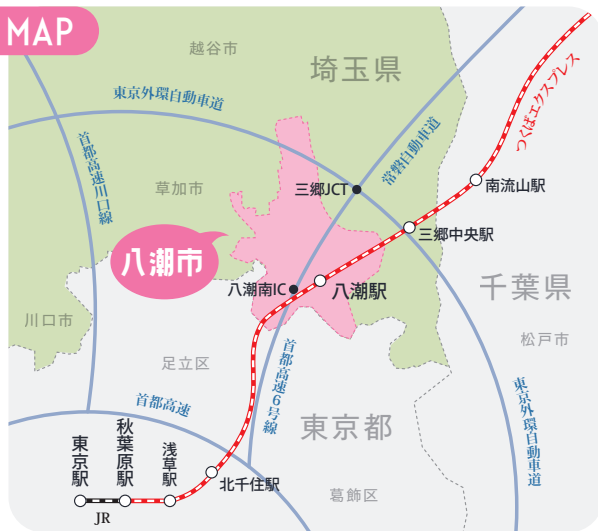 MAP
越谷市
埼玉県
東京外環自動車道
つくばエクスプレス
首都高速川口線
常磐自動車道
草加市
三郷JCT
南流山駅
三郷中央駅
八潮市
八潮南IC
八潮駅
千葉県
川口市
松戸市
足立区
首都高速6号線
東京外環自動車道
首都高速
東京都
東京駅
秋葉原駅
浅草駅
北千住駅
葛飾区
JR